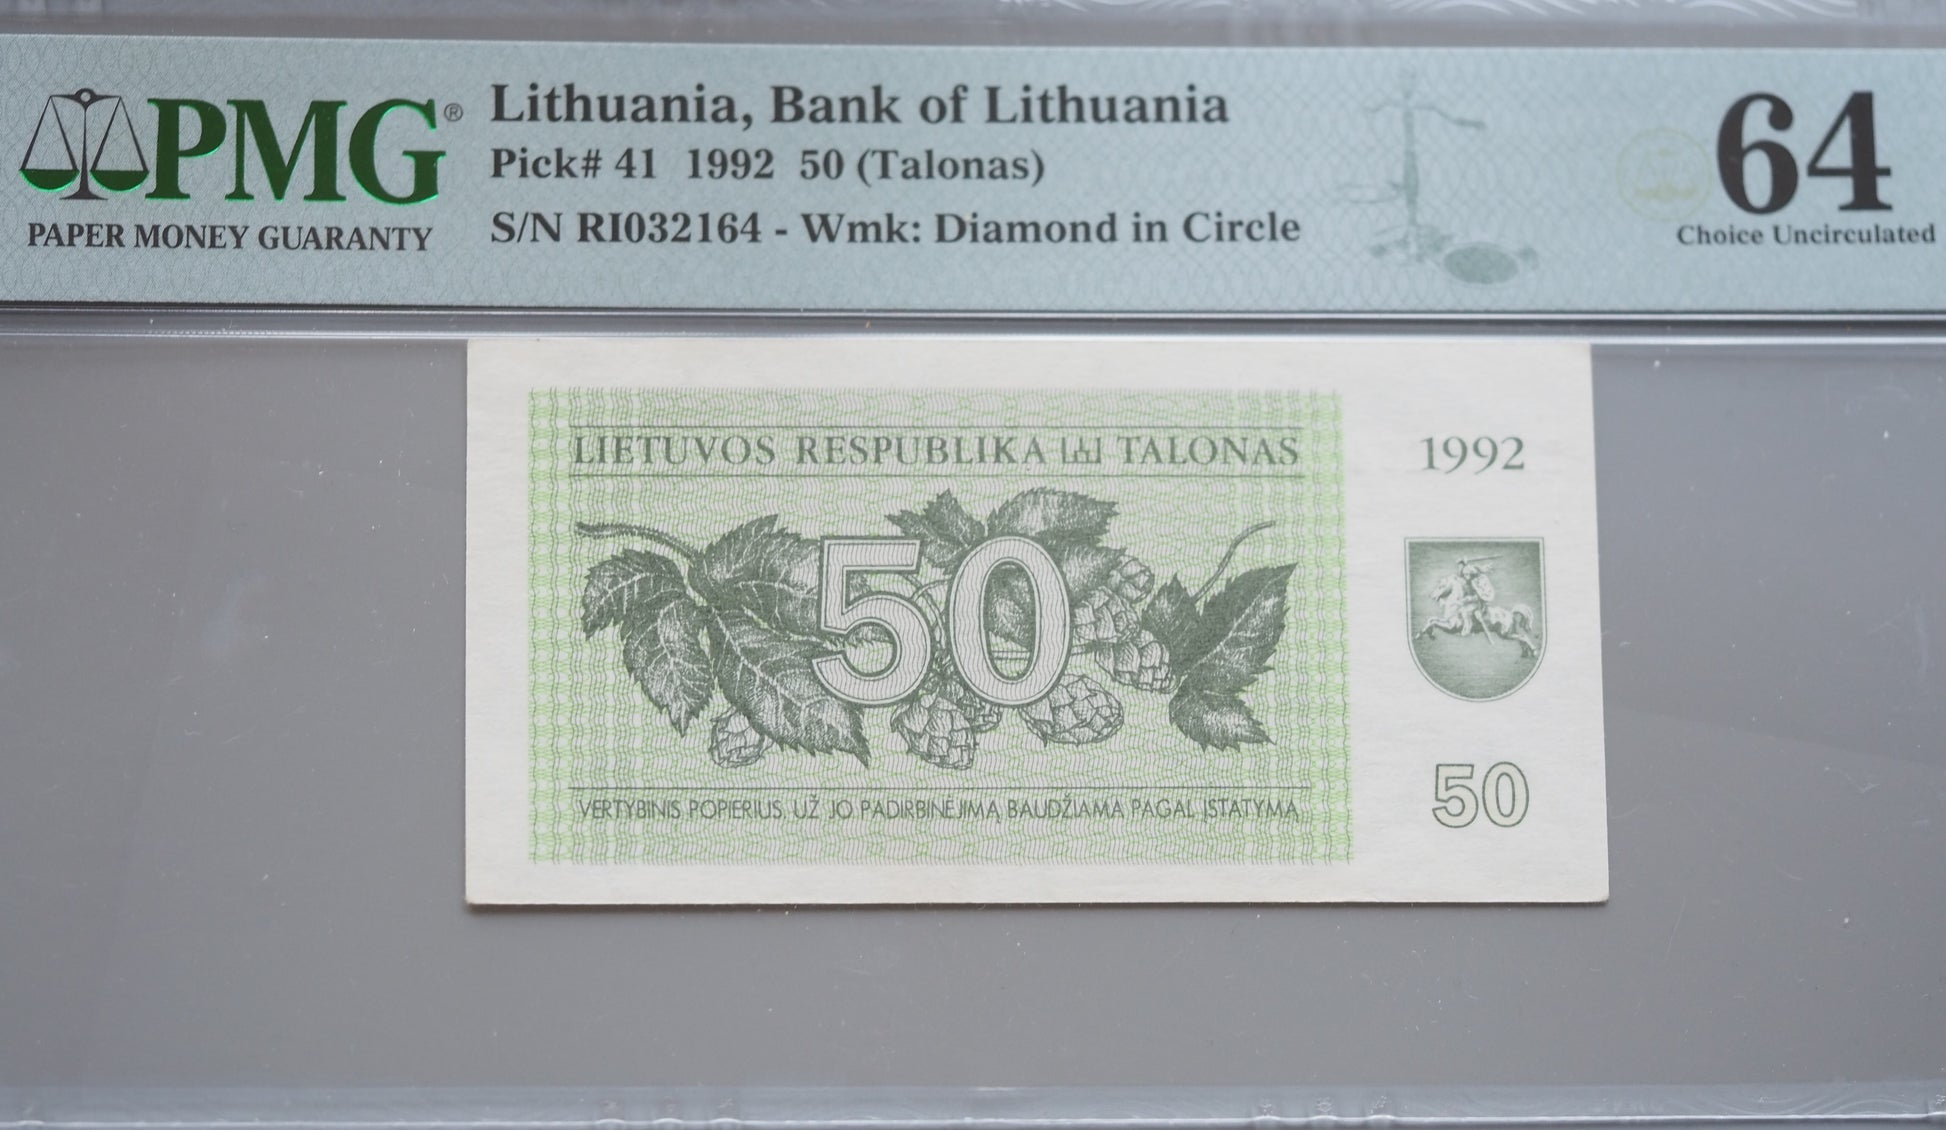 PMG®
PAPER MONEY GUARANTY
Lithuania, Bank of Lithuania
Pick# 41 1992 50 (Talonas)
S/N RI032164 - Wmk: Diamond in Circle
64
Choice Uncirculated
LIETUVOS RESPUBLIKA TALONAS
1992
50
50
VERTYBINIS POPIERIUS. UŽ JO PADIRBINĖJIMĄ BAUDŽIAMA PAGAL ĮSTATYMĄ